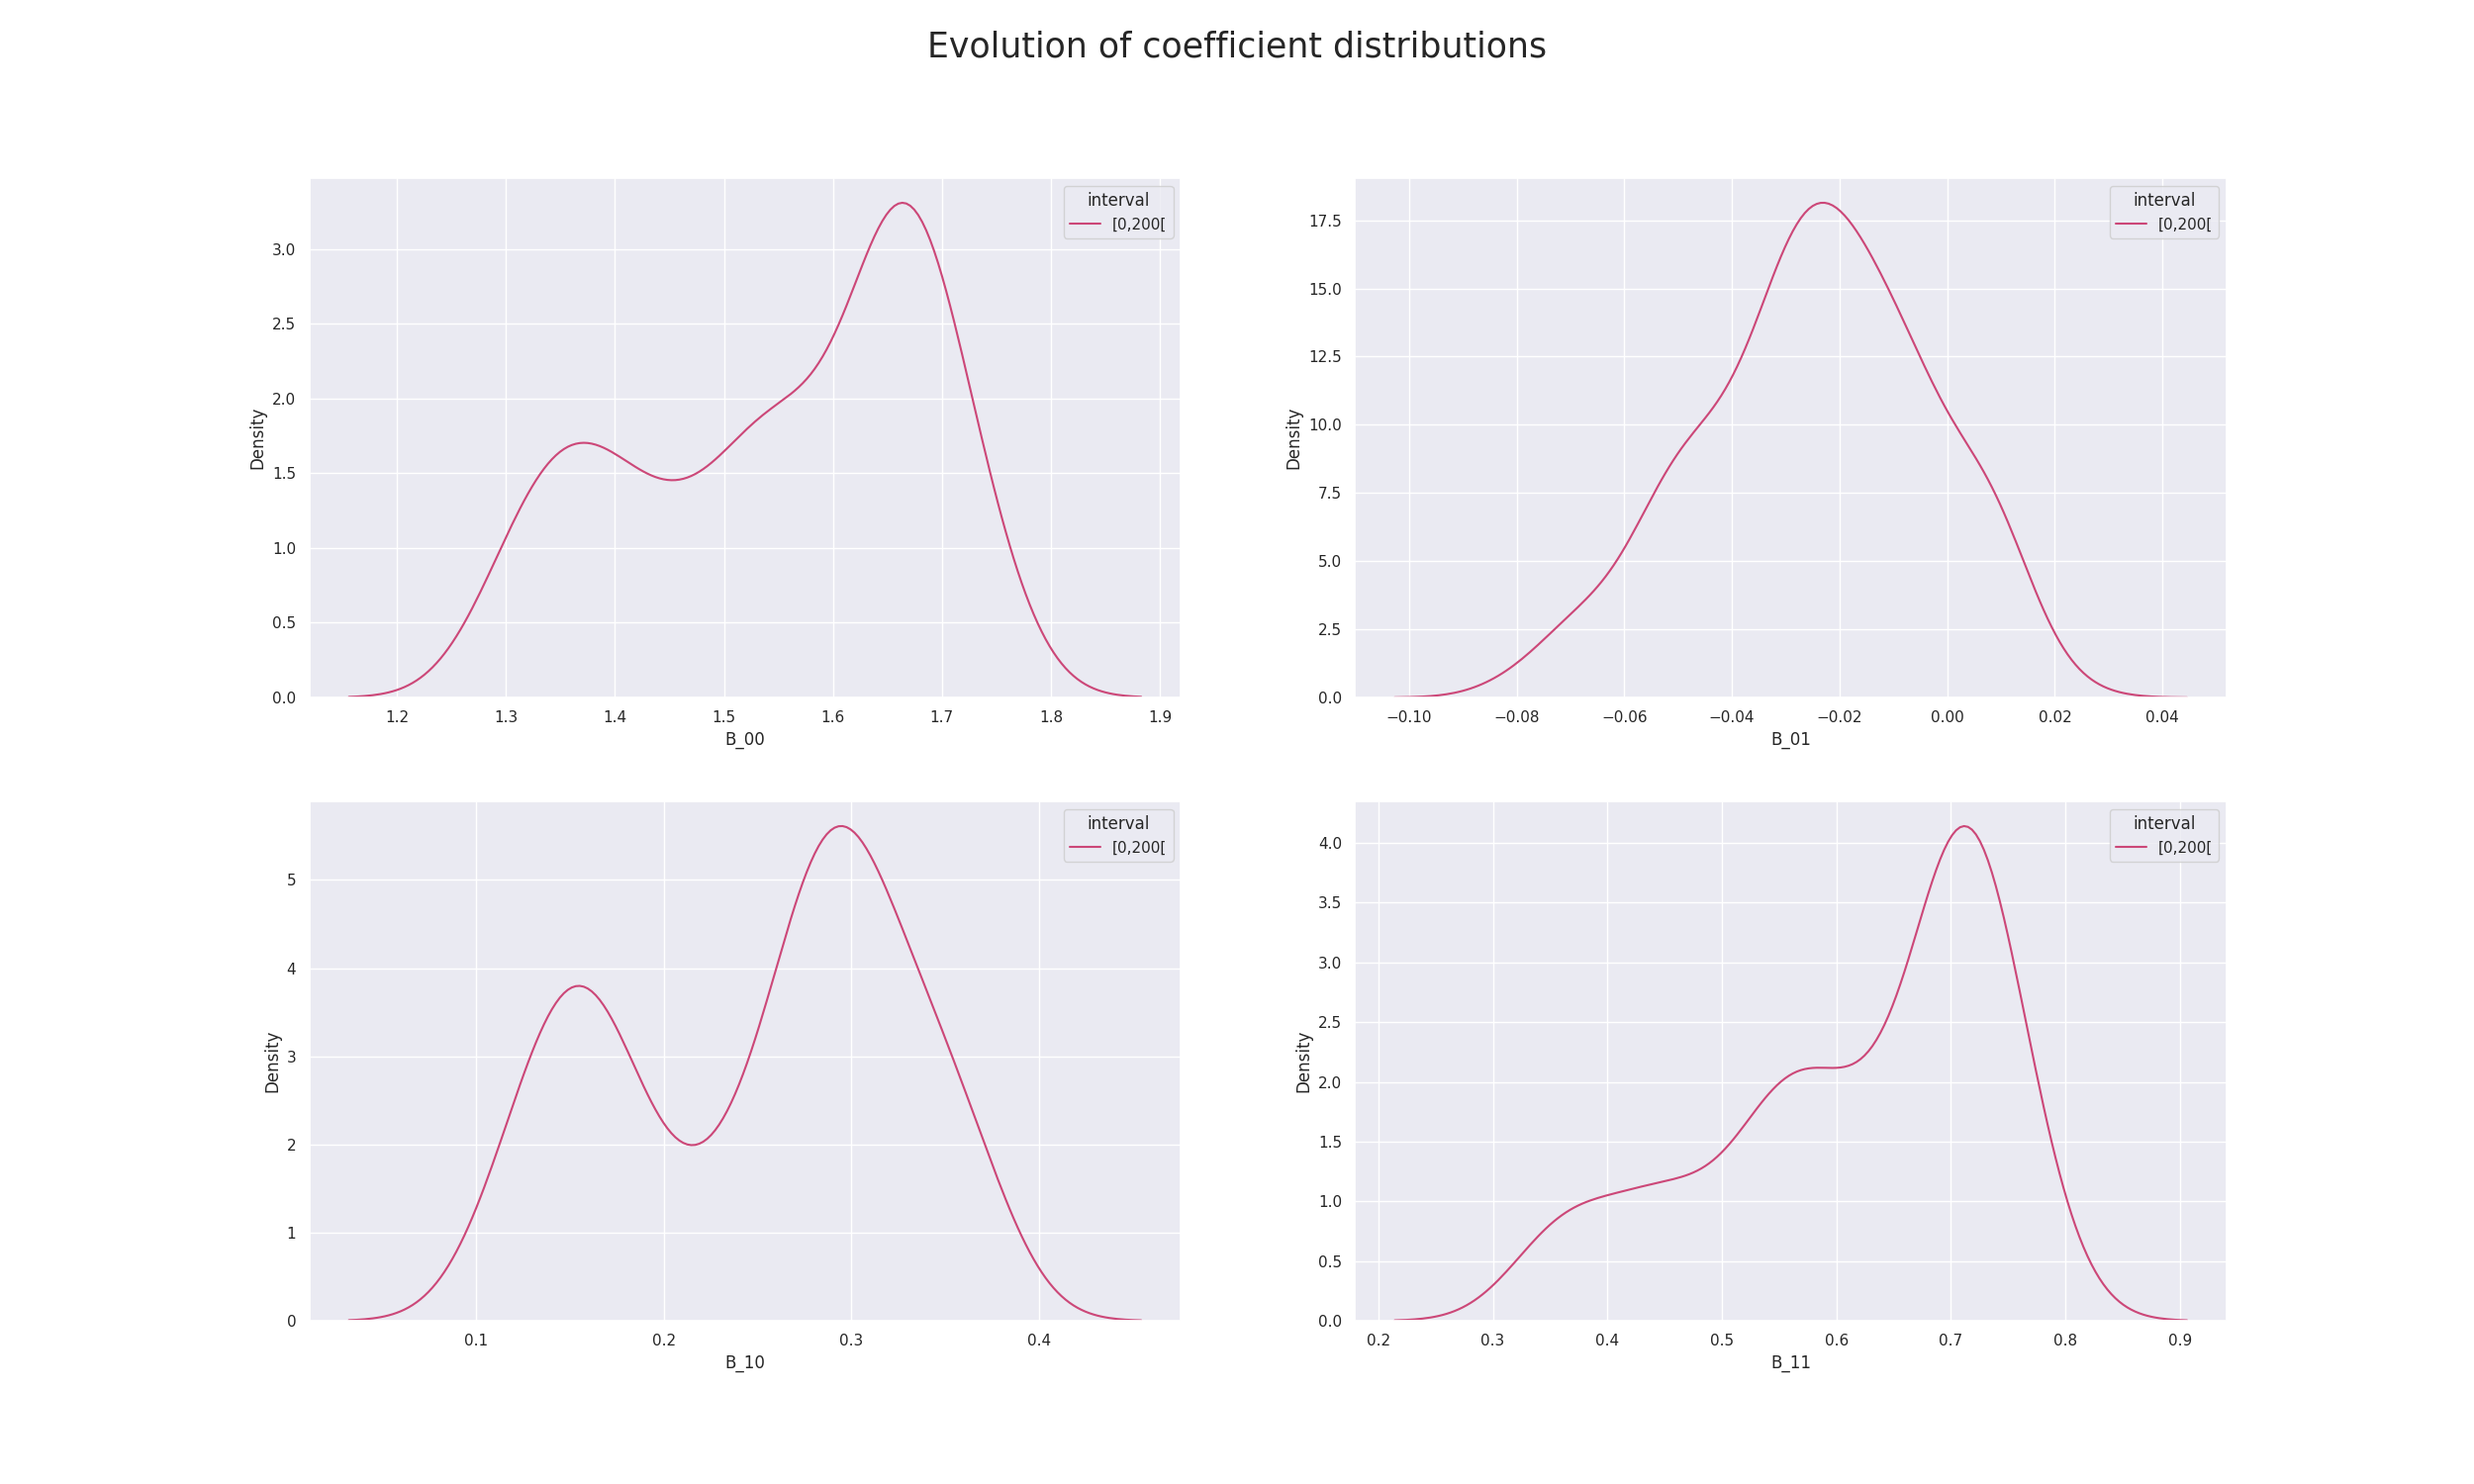 Evolution of coefficient distributions
interval
[0,200[
3.0
2.5
2.0
1.5
1.0
0.5
0.0
Density
1.2 1.3 1.4 1.5 1.6 1.7 1.8 1.9
B_00
interval
[0,200[
17.5
15.0
12.5
10.0
7.5
5.0
2.5
0.0
Density
−0.10 −0.08 −0.06 −0.04 −0.02 0.00 0.02 0.04
B_01
interval
[0,200[
5
4
3
2
1
0
Density
0.1 0.2 0.3 0.4
B_10
interval
[0,200[
4.0
3.5
3.0
2.5
2.0
1.5
1.0
0.5
0.0
Density
0.2 0.3 0.4 0.5 0.6 0.7 0.8 0.9
B_11